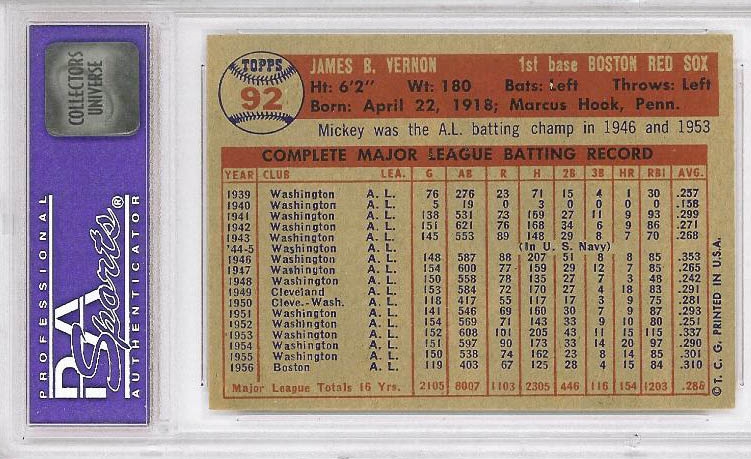 COLLECTORS
UNIVERSE
PROFESSIONAL
PSA
Sports®
AUTHENTICATOR
TOPPS
92
JAMES B. VERNON 1st base BOSTON RED SOX
Ht: 6'2" Wt: 180 Bats: Left Throws: Left
Born: April 22, 1918; Marcus Hook, Penn.
Mickey was the A.L. batting champ in 1946 and 1953
COMPLETE MAJOR LEAGUE BATTING RECORD
YEAR CLUB LEA. G AB R H 2B 3B HR RBI AVG.
1939 Washington A. L. 76 276 23 71 15 4 1 30 .257
1940 Washington A. L. 5 19 0 3 0 0 0 0 .158
1941 Washington A. L. 138 531 73 159 27 11 9 93 .299
1942 Washington A. L. 151 621 76 168 34 6 9 86 .271
1943 Washington A. L. 145 553 89 148 29 8 7 70 .268
'44-5 Washington A. L. (In U. S. Navy)
1946 Washington A. L. 148 587 88 207 51 8 8 85 .353
1947 Washington A. L. 154 600 77 159 29 12 7 85 .265
1948 Washington A. L. 150 558 78 135 27 7 3 48 .242
1949 Cleveland A. L. 153 584 72 170 27 4 18 83 .291
1950 Cleve.-Wash. A. L. 118 417 55 117 17 3 9 75 .281
1951 Washington A. L. 141 546 69 160 30 7 9 87 .293
1952 Washington A. L. 154 569 71 143 33 9 10 80 .251
1953 Washington A. L. 152 608 101 205 43 11 15 115 .337
1954 Washington A. L. 151 597 90 173 33 14 20 97 .290
1955 Washington A. L. 150 538 74 162 23 8 14 85 .301
1956 Boston A. L. 119 403 67 125 28 4 15 84 .310
Major League Totals 16 Yrs. 2105 8007 1103 2305 446 116 154 1203 .288
© T. C. G. PRINTED IN U.S.A.